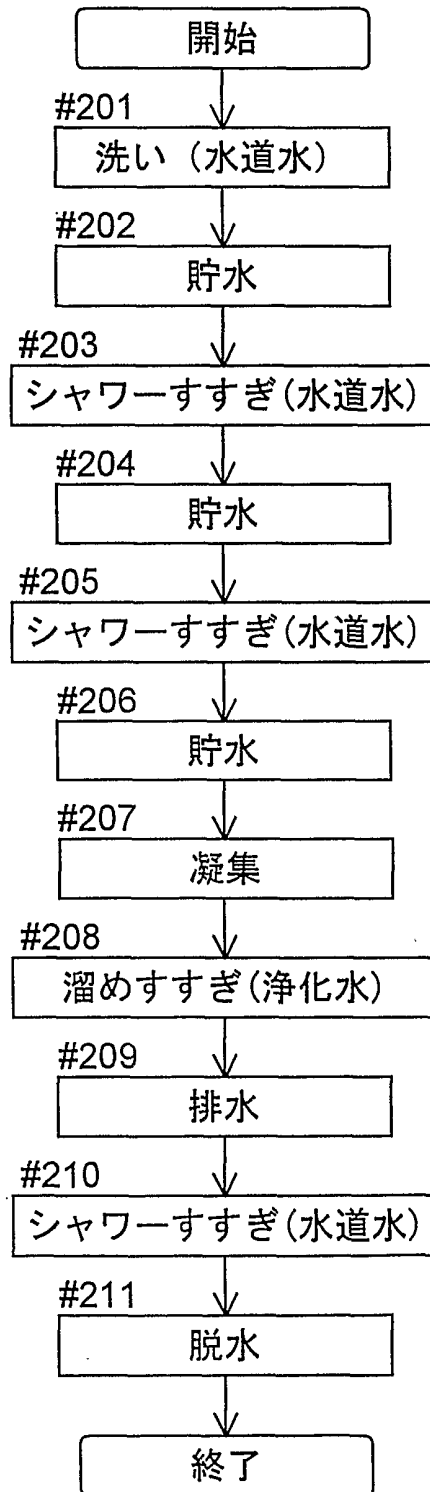 開始
#201
洗い（水道水）
#202
貯水
#203
シャワーすすぎ(水道水)
#204
貯水
#205
シャワーすすぎ(水道水)
#206
貯水
#207
凝集
#208
溜めすすぎ(浄化水)
#209
排水
#210
シャワーすすぎ(水道水)
#211
脱水
終了